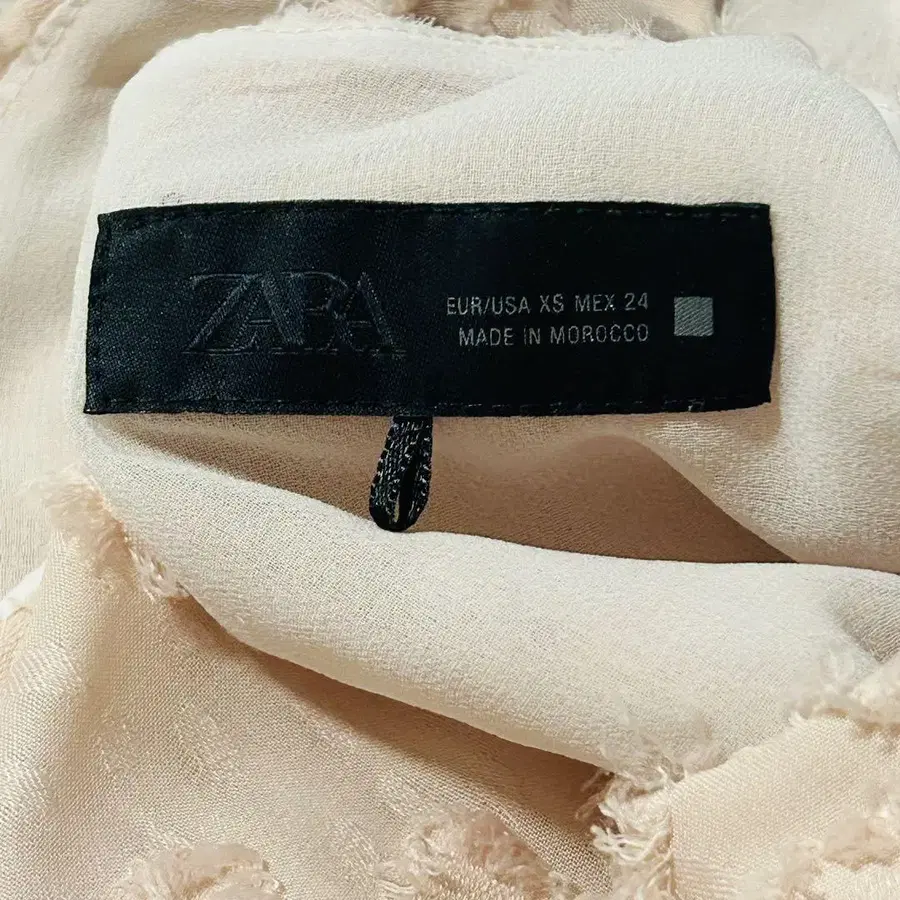 ZARA
EUR/USA XS MEX 24
MADE IN MOROCCO